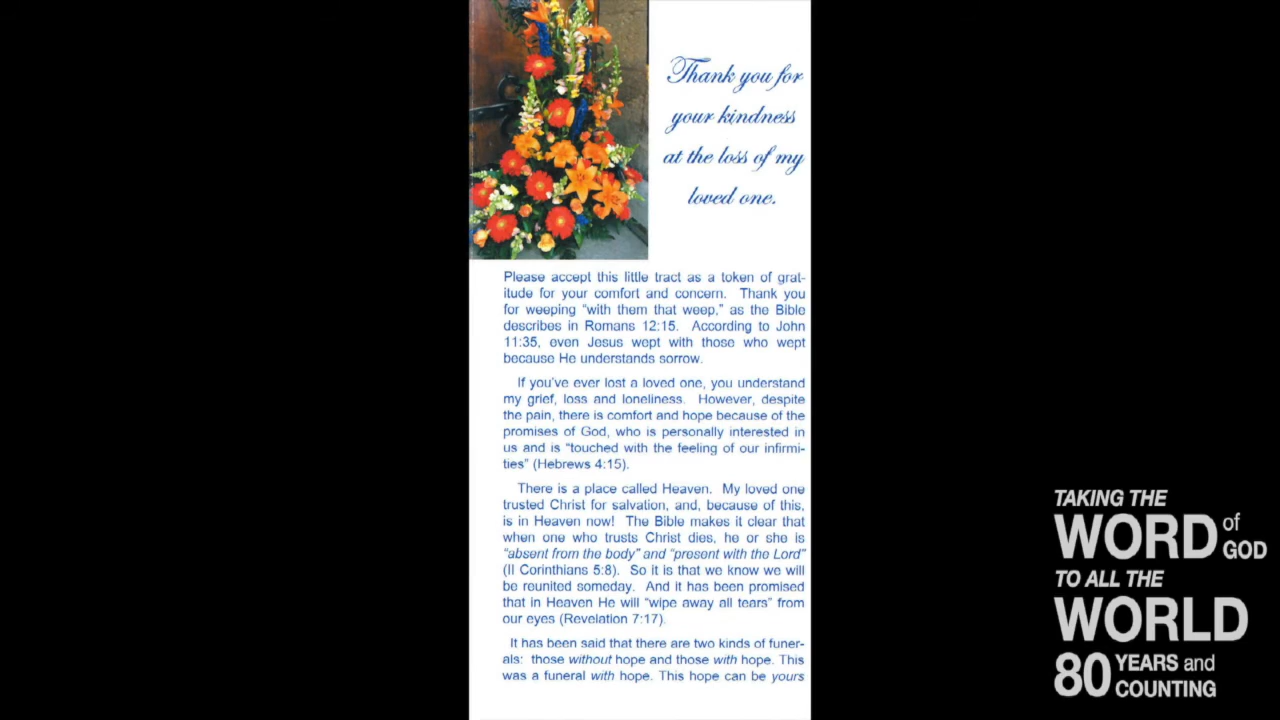 Thank you for
your kindness
at the loss of my
loved one.
Please accept this little tract as a token of grat-
itude for your comfort and concern. Thank you
for weeping “with them that weep,” as the Bible
describes in Romans 12:15. According to John
11:35, even Jesus wept with those who wept
because He understands sorrow.
If you’ve ever lost a loved one, you understand
my grief, loss and loneliness. However, despite
the pain, there is comfort and hope because of the
promises of God, who is personally interested in
us and is “touched with the feeling of our infirmi-
ties” (Hebrews 4:15).
There is a place called Heaven. My loved one
trusted Christ for salvation, and, because of this,
is in Heaven now! The Bible makes it clear that
when one who trusts Christ dies, he or she is
“absent from the body” and “present with the Lord”
(II Corinthians 5:8). So it is that we know we will
be reunited someday. And it has been promised
that in Heaven He will “wipe away all tears” from
our eyes (Revelation 7:17).
It has been said that there are two kinds of funer-
als: those without hope and those with hope. This
was a funeral with hope. This hope can be yours
TAKING THE
WORD of GOD
TO ALL THE
WORLD
80 YEARS and COUNTING